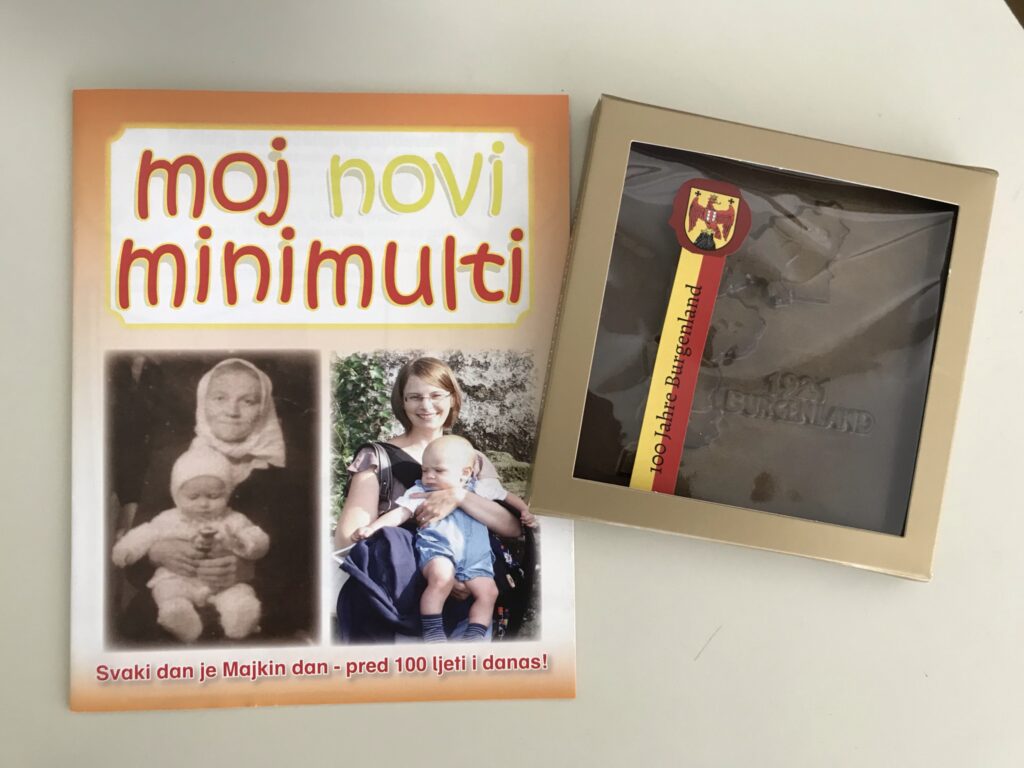 moj novi
minimulti
Svaki dan je Majkin dan - pred 100 ljeti i danas!
100 Jahre Burgenland
1921
BURGENLAND